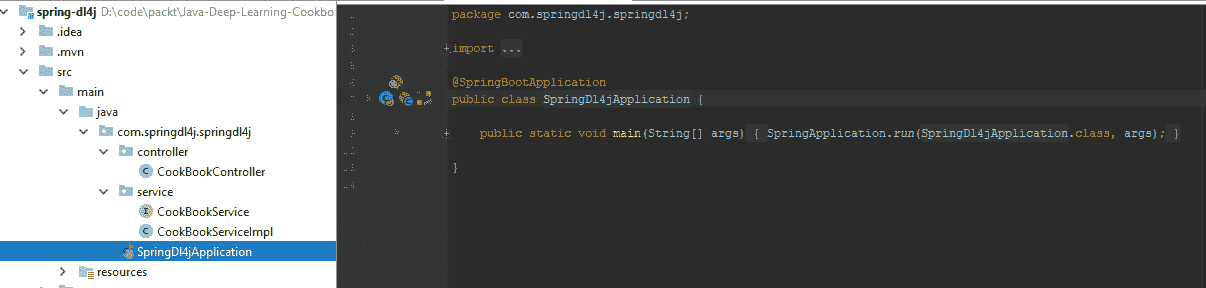 spring-dl4j D:\code\packt\Java-Deep-Learning-Cookbo
.idea
.mvn
src
main
java
com.springdl4j.springdl4j
controller
CookBookController
service
CookBookService
CookBookServiceImpl
SpringDl4jApplication
resources
package com.springdl4j.springdl4j;
import ...
@SpringBootApplication
public class SpringDl4jApplication {
public static void main(String[] args) { SpringApplication.run(SpringDl4jApplication.class, args); }
}